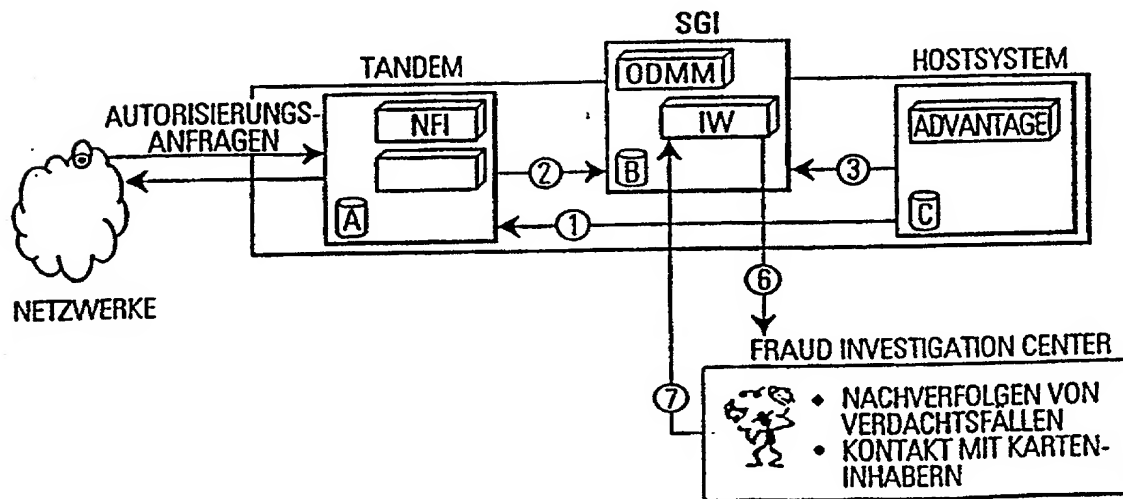 SGI
TANDEM
HOSTSYSTEM
ODMM
AUTORISIERUNGS-
ANFRAGEN
NFI
IW
ADVANTAGE
2
B
3
A
1
C
6
NETZWERKE
FRAUD INVESTIGATION CENTER
7
• NACHVERFOLGEN VON
VERDACHTSFÄLLEN
• KONTAKT MIT KARTEN-
INHABERN